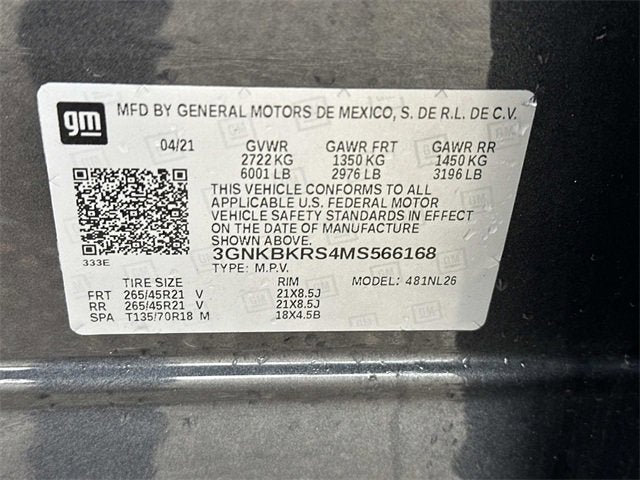 gm MFD BY GENERAL MOTORS DE MEXICO, S. DE R.L. DE C.V.
04/21 GVWR GAWR FRT GAWR RR
2722 KG 1350 KG 1450 KG
6001 LB 2976 LB 3196 LB
THIS VEHICLE CONFORMS TO ALL
APPLICABLE U.S. FEDERAL MOTOR
VEHICLE SAFETY STANDARDS IN EFFECT
ON THE DATE OF MANUFACTURE
SHOWN ABOVE.
333E 3GNKBKRS4MS566168
TYPE: M.P.V.
TIRE SIZE RIM MODEL: 481NL26
FRT 265/45R21 V 21X8.5J
RR 265/45R21 V 21X8.5J
SPA T135/70R18 M 18X4.5B